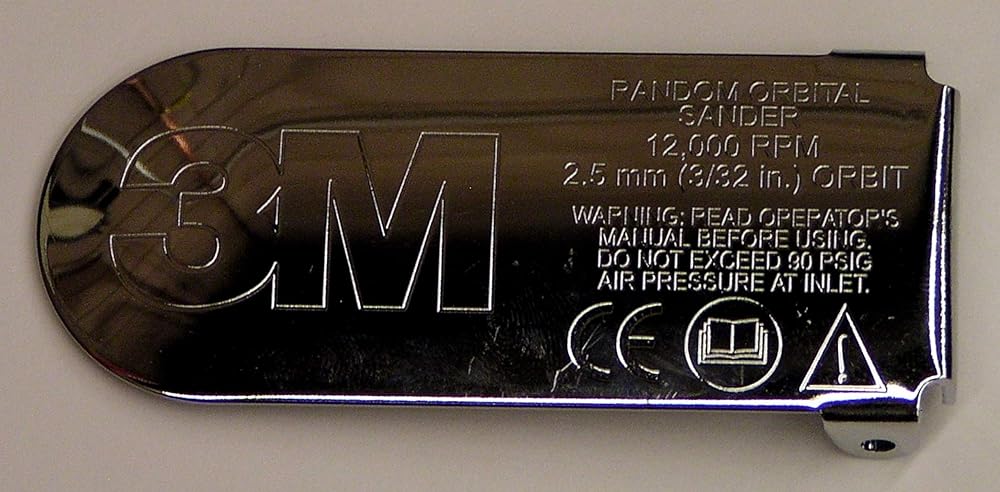 3M
RANDOM ORBITAL
SANDER
12,000 RPM
2.5 mm (3/32 in.) ORBIT
WARNING: READ OPERATOR'S
MANUAL BEFORE USING.
DO NOT EXCEED 90 PSIG
AIR PRESSURE AT INLET.
CE